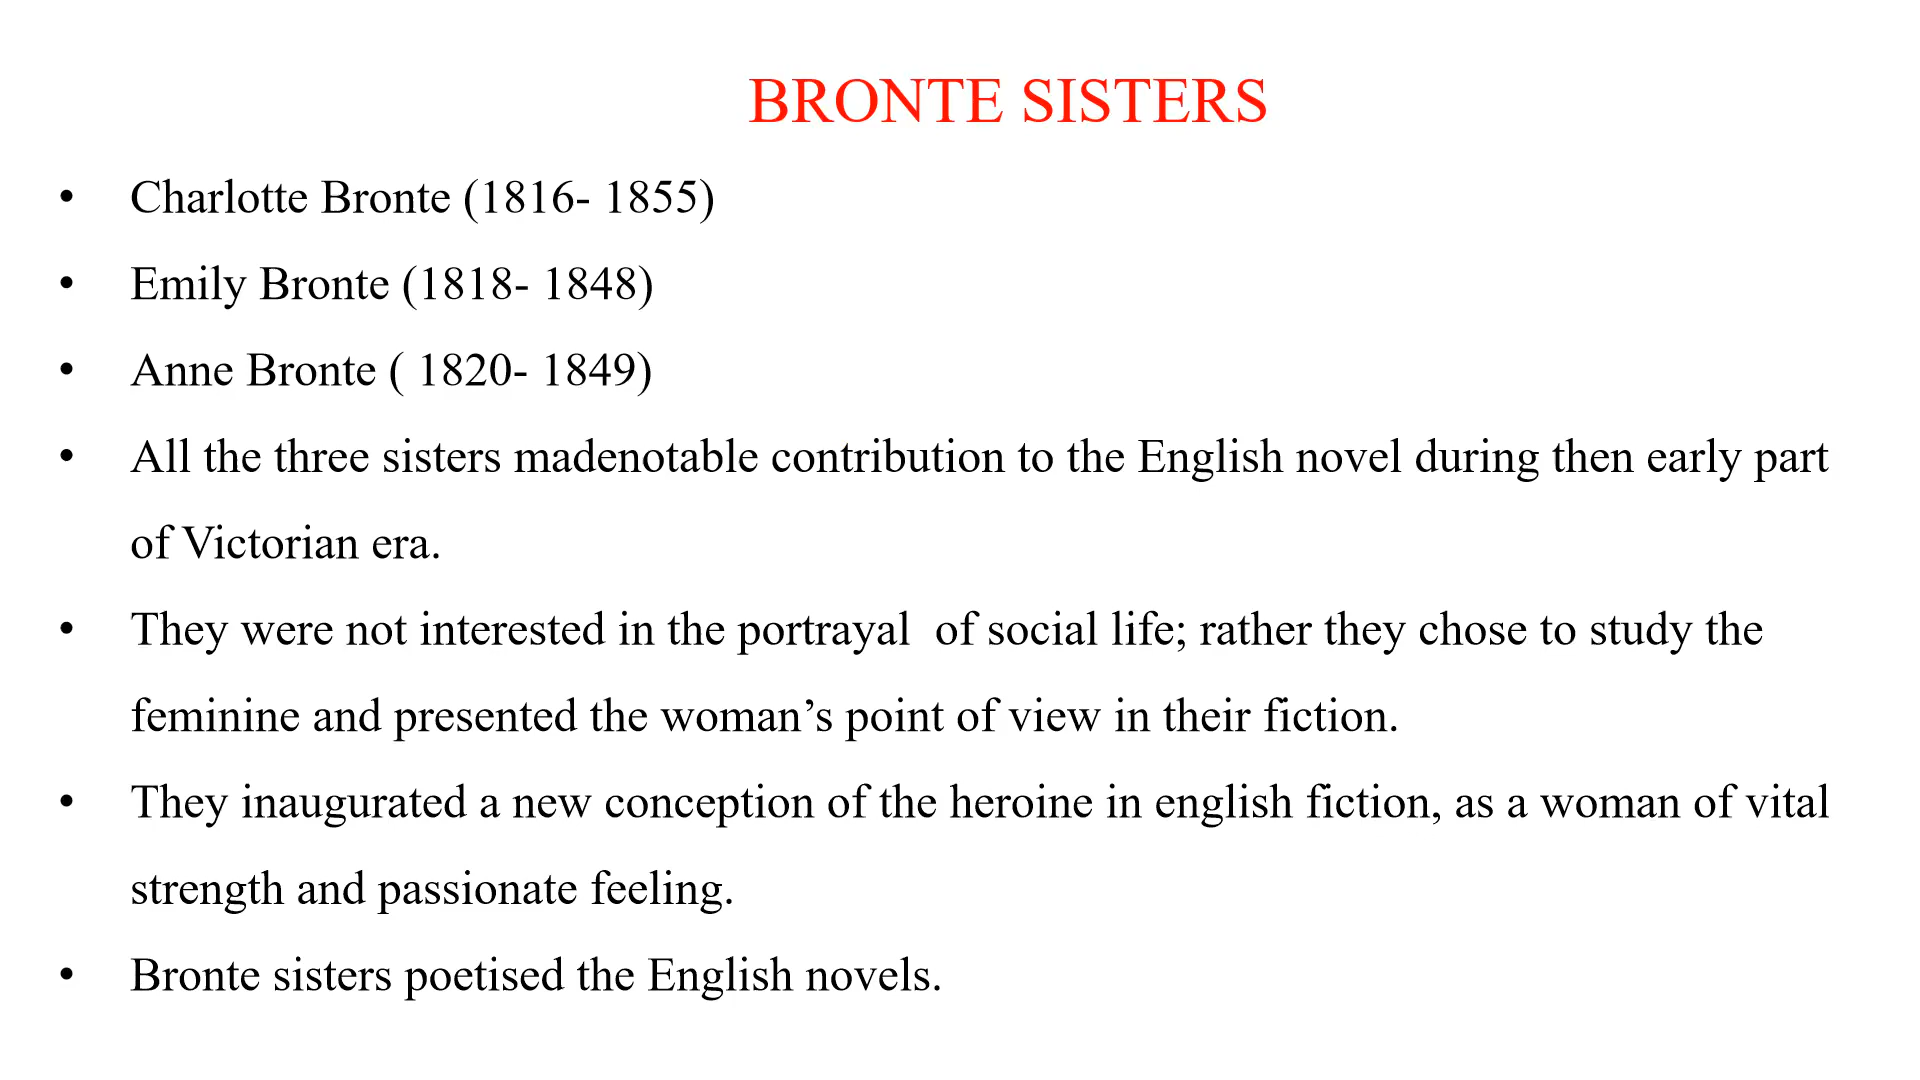 BRONTE SISTERS
• Charlotte Bronte (1816- 1855)
• Emily Bronte (1818- 1848)
• Anne Bronte ( 1820- 1849)
• All the three sisters madenotable contribution to the English novel during then early part
of Victorian era.
• They were not interested in the portrayal  of social life; rather they chose to study the
feminine and presented the woman’s point of view in their fiction.
• They inaugurated a new conception of the heroine in english fiction, as a woman of vital
strength and passionate feeling.
• Bronte sisters poetised the English novels.